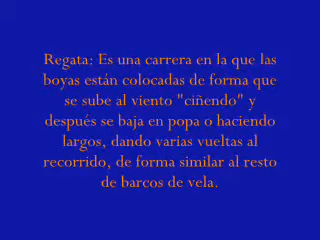 Regata: Es una carrera en la que las
boyas están colocadas de forma que
se sube al viento "ciñendo" y
después se baja en popa o haciendo
largos, dando varias vueltas al
recorrido, de forma similar al resto
de barcos de vela.